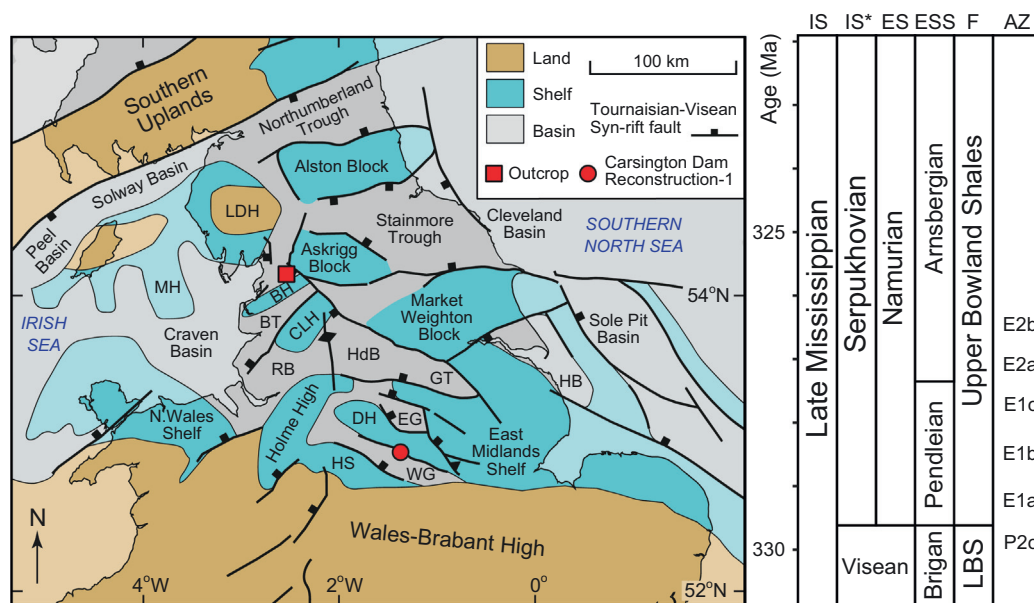 Land
Shelf
Basin
100 km
Tournaisian-Visean
Syn-rift fault
Outcrop
Carsington Dam
Reconstruction-1
Southern
Uplands
Northumberland
Trough
Solway Basin
Alston Block
Peel
Basin
LDH
Stainmore
Trough
Cleveland
Basin
SOUTHERN
NORTH SEA
Askrigg
Block
MH
BH
54°N
IRISH
SEA
Craven
Basin
BT
CLH
Market
Weighton
Block
Sole Pit
Basin
RB
HdB
GT
HB
N.Wales
Shelf
Holme High
DH
EG
East
Midlands
Shelf
HS
WG
N
Wales-Brabant High
4°W
2°W
0°
52°N
IS
IS*
ES
ESS
F
AZ
Age (Ma)
325
330
Late Mississippian
Serpukhovian
Visean
Namurian
Arnsbergian
Pendleian
Brigan
Upper Bowland Shales
LBS
E2b
E2a
E1c
E1b
E1a
P2c